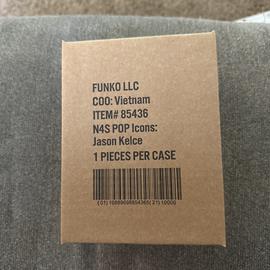 FUNKO LLC
COO: Vietnam
ITEM# 85436
N4S POP Icons:
Jason Kelce
1 PIECES PER CASE